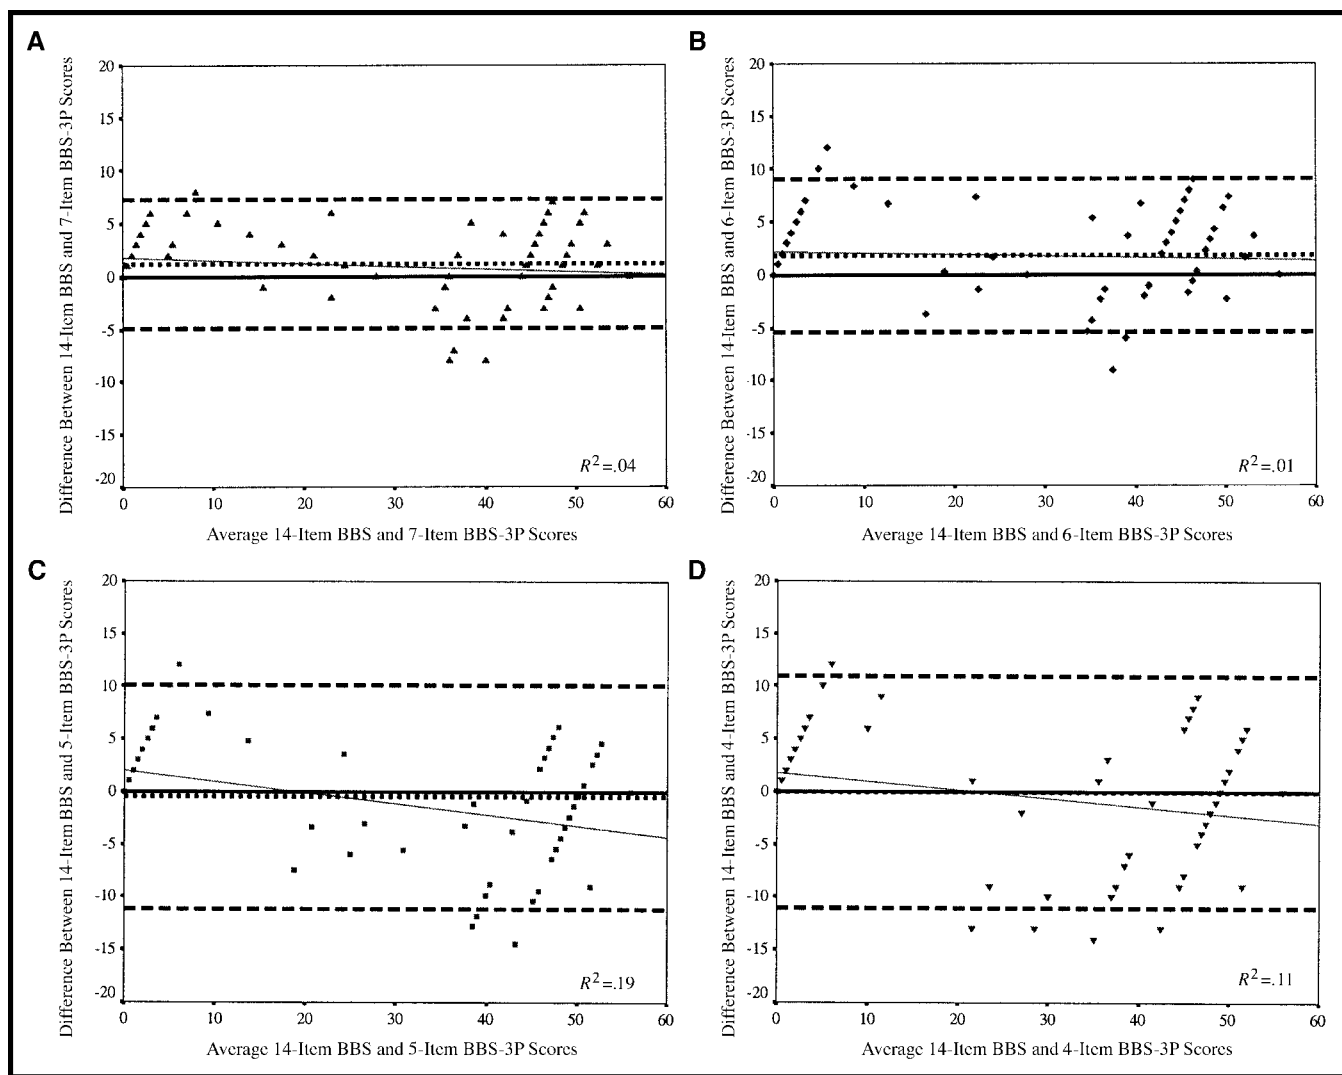 A
Difference Between 14-Item BBS and 7-Item BBS-3P Scores
20
15
10
5
0
-5
-10
-15
-20
R²=.04
0 10 20 30 40 50 60
Average 14-Item BBS and 7-Item BBS-3P Scores
B
Difference Between 14-Item BBS and 6-Item BBS-3P Scores
20
15
10
5
0
-5
-10
-15
-20
R²=.01
0 10 20 30 40 50 60
Average 14-Item BBS and 6-Item BBS-3P Scores
C
Difference Between 14-Item BBS and 5-Item BBS-3P Scores
20
15
10
5
0
-5
-10
-15
-20
R²=.19
0 10 20 30 40 50 60
Average 14-Item BBS and 5-Item BBS-3P Scores
D
Difference Between 14-Item BBS and 4-Item BBS-3P Scores
20
15
10
5
0
-5
-10
-15
-20
R²=.11
0 10 20 30 40 50 60
Average 14-Item BBS and 4-Item BBS-3P Scores